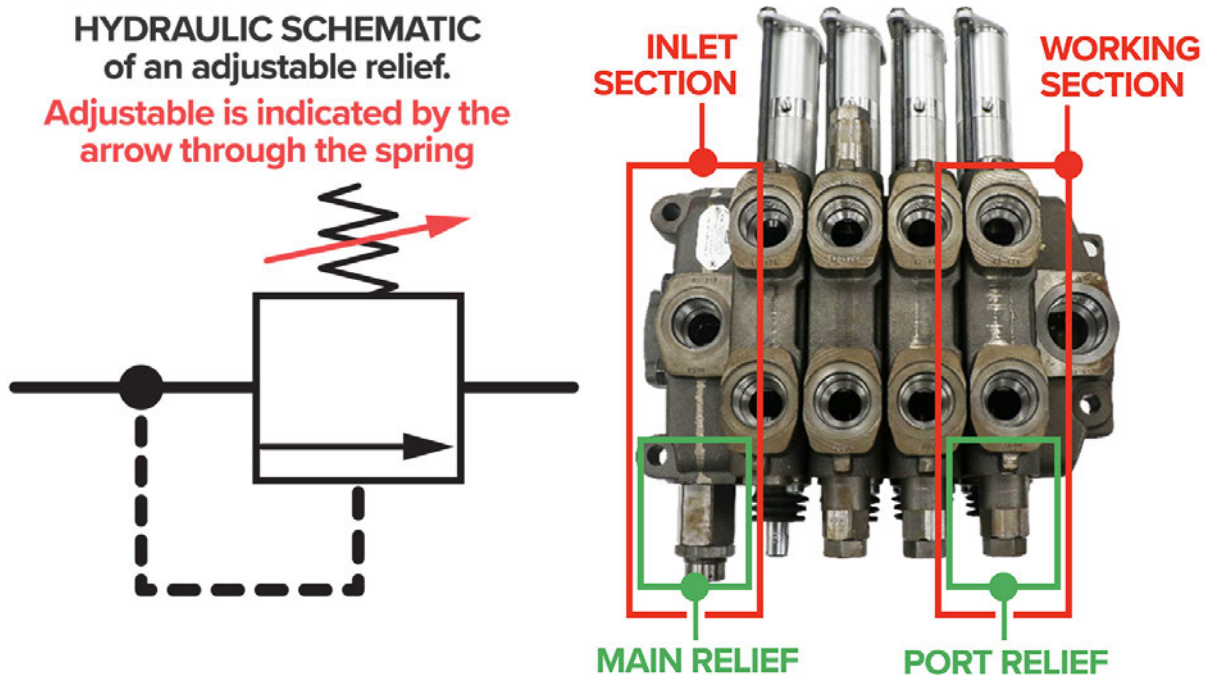 HYDRAULIC SCHEMATIC
of an adjustable relief.
Adjustable is indicated by the
arrow through the spring
INLET
SECTION
WORKING
SECTION
MAIN RELIEF
PORT RELIEF